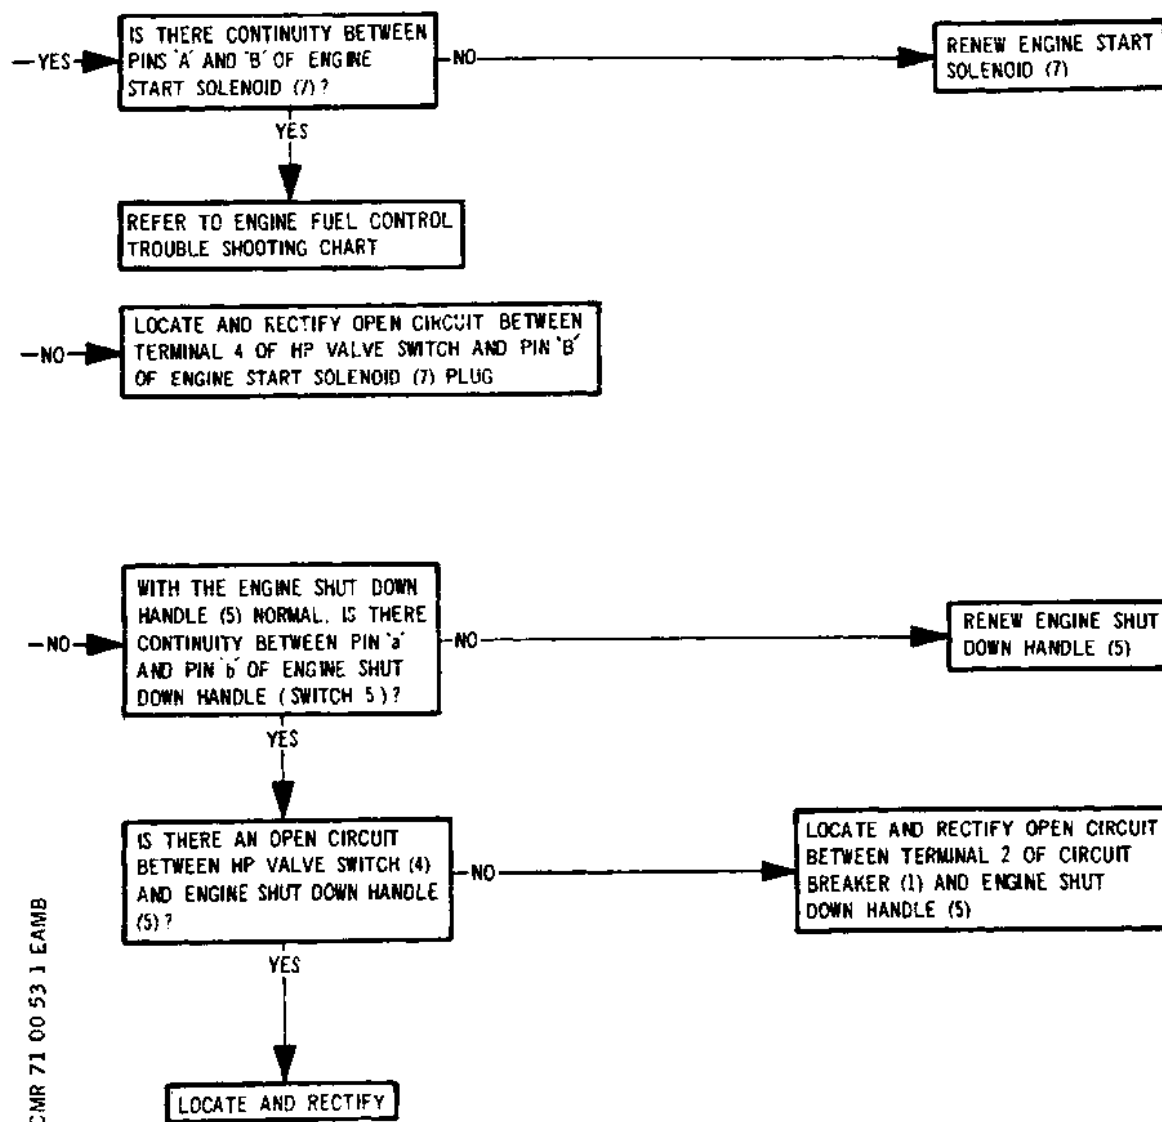 YES
IS THERE CONTINUITY BETWEEN
PINS 'A' AND 'B' OF ENGINE
START SOLENOID (7)?
NO
RENEW ENGINE START
SOLENOID (7)
YES
REFER TO ENGINE FUEL CONTROL
TROUBLE SHOOTING CHART
NO
LOCATE AND RECTIFY OPEN CIRCUIT BETWEEN
TERMINAL 4 OF HP VALVE SWITCH AND PIN 'B'
OF ENGINE START SOLENOID (7) PLUG
NO
WITH THE ENGINE SHUT DOWN
HANDLE (5) NORMAL. IS THERE
CONTINUITY BETWEEN PIN 'a'
AND PIN 'b' OF ENGINE SHUT
DOWN HANDLE (SWITCH 5)?
NO
RENEW ENGINE SHUT
DOWN HANDLE (5)
YES
IS THERE AN OPEN CIRCUIT
BETWEEN HP VALVE SWITCH (4)
AND ENGINE SHUT DOWN HANDLE
(5)?
NO
LOCATE AND RECTIFY OPEN CIRCUIT
BETWEEN TERMINAL 2 OF CIRCUIT
BREAKER (1) AND ENGINE SHUT
DOWN HANDLE (5)
YES
LOCATE AND RECTIFY
CMR 71 00 53 1 EAMB